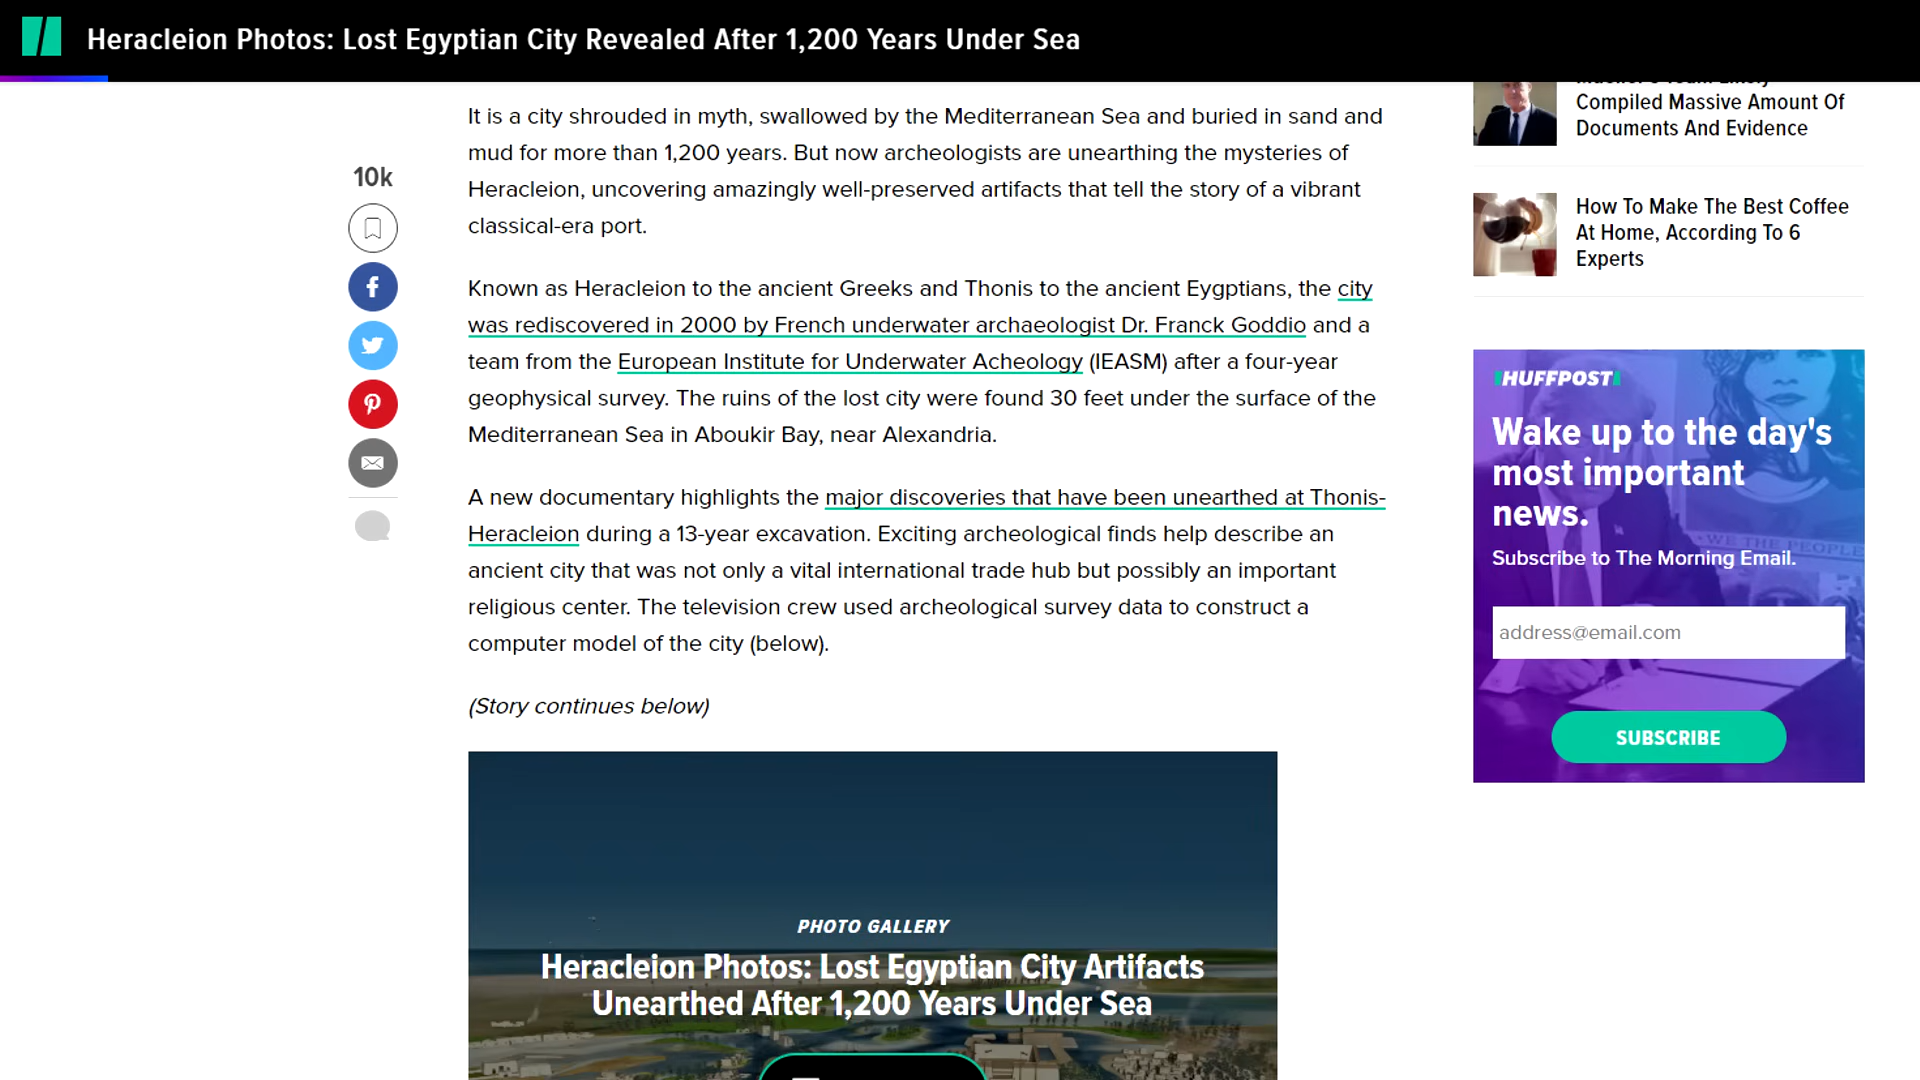 Heracleion Photos: Lost Egyptian City Revealed After 1,200 Years Under Sea
It is a city shrouded in myth, swallowed by the Mediterranean Sea and buried in sand and
mud for more than 1,200 years. But now archeologists are unearthing the mysteries of
Heracleion, uncovering amazingly well-preserved artifacts that tell the story of a vibrant
classical-era port.
Known as Heracleion to the ancient Greeks and Thonis to the ancient Eygptians, the city
was rediscovered in 2000 by French underwater archaeologist Dr. Franck Goddio and a
team from the European Institute for Underwater Acheology (IEASM) after a four-year
geophysical survey. The ruins of the lost city were found 30 feet under the surface of the
Mediterranean Sea in Aboukir Bay, near Alexandria.
A new documentary highlights the major discoveries that have been unearthed at Thonis-
Heracleion during a 13-year excavation. Exciting archeological finds help describe an
ancient city that was not only a vital international trade hub but possibly an important
religious center. The television crew used archeological survey data to construct a
computer model of the city (below).
(Story continues below)
PHOTO GALLERY
Heracleion Photos: Lost Egyptian City Artifacts
Unearthed After 1,200 Years Under Sea
10k
Compiled Massive Amount Of
Documents And Evidence
How To Make The Best Coffee
At Home, According To 6
Experts
HUFFPOST
Wake up to the day's
most important
news.
WE THE PEOPLE
Subscribe to The Morning Email.
address@email.com
SUBSCRIBE